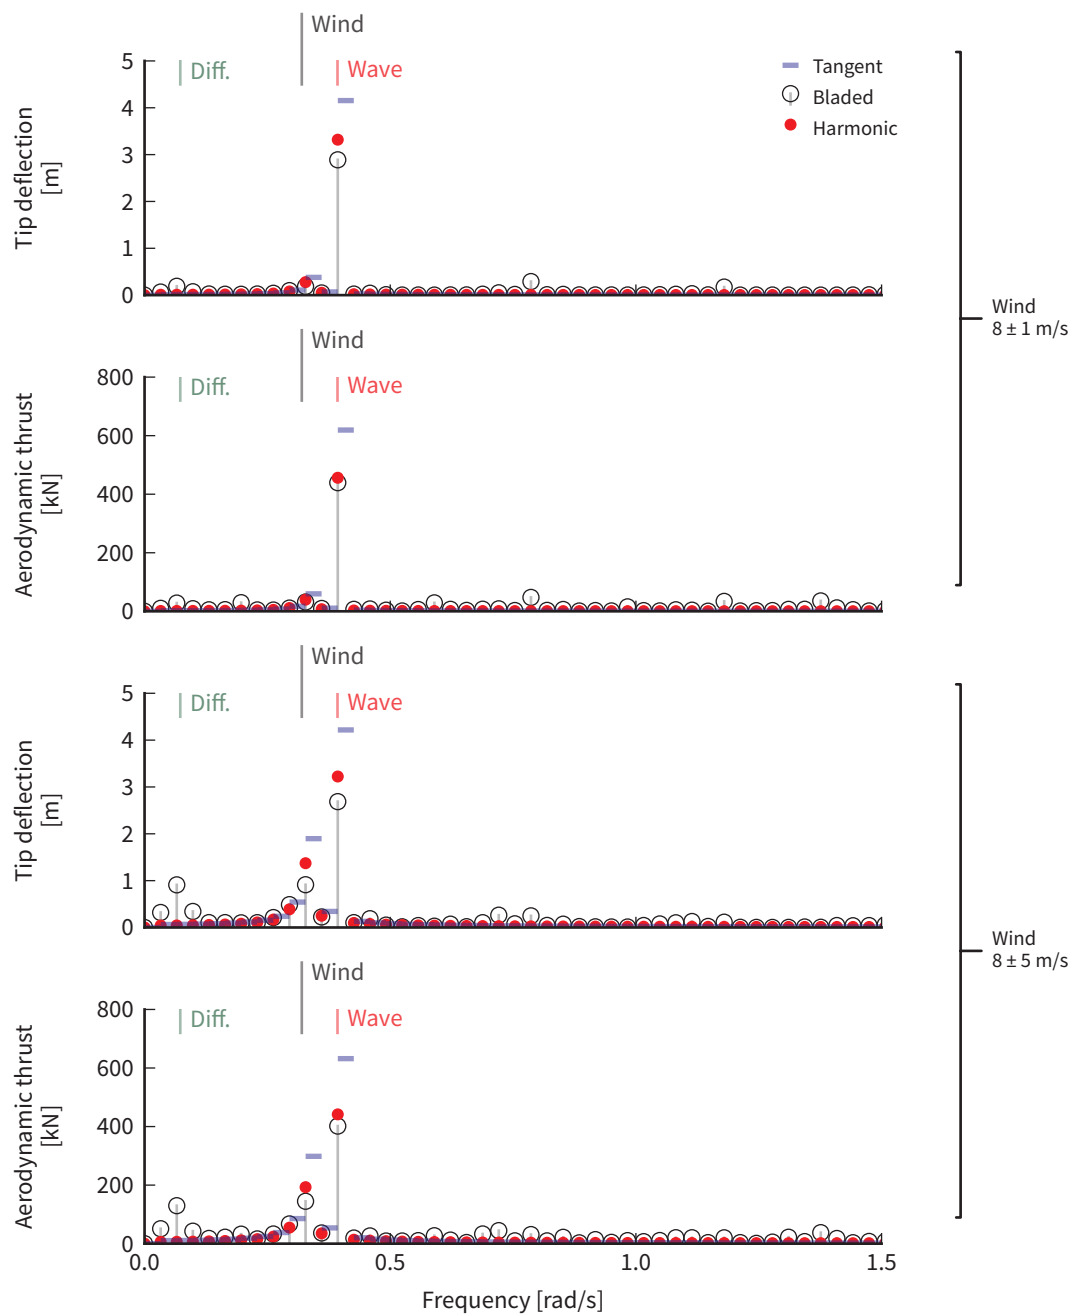 Wind
Diff.
Wave
5
4
3
2
1
0
Tip deflection
[m]
Tangent
Bladed
Harmonic
Wind
Diff.
Wave
800
600
400
200
0
Aerodynamic thrust
[kN]
Wind
8 ± 1 m/s
Wind
Diff.
Wave
5
4
3
2
1
0
Tip deflection
[m]
Wind
Diff.
Wave
800
600
400
200
0
Aerodynamic thrust
[kN]
Wind
8 ± 5 m/s
0.0
0.5
1.0
1.5
Frequency [rad/s]